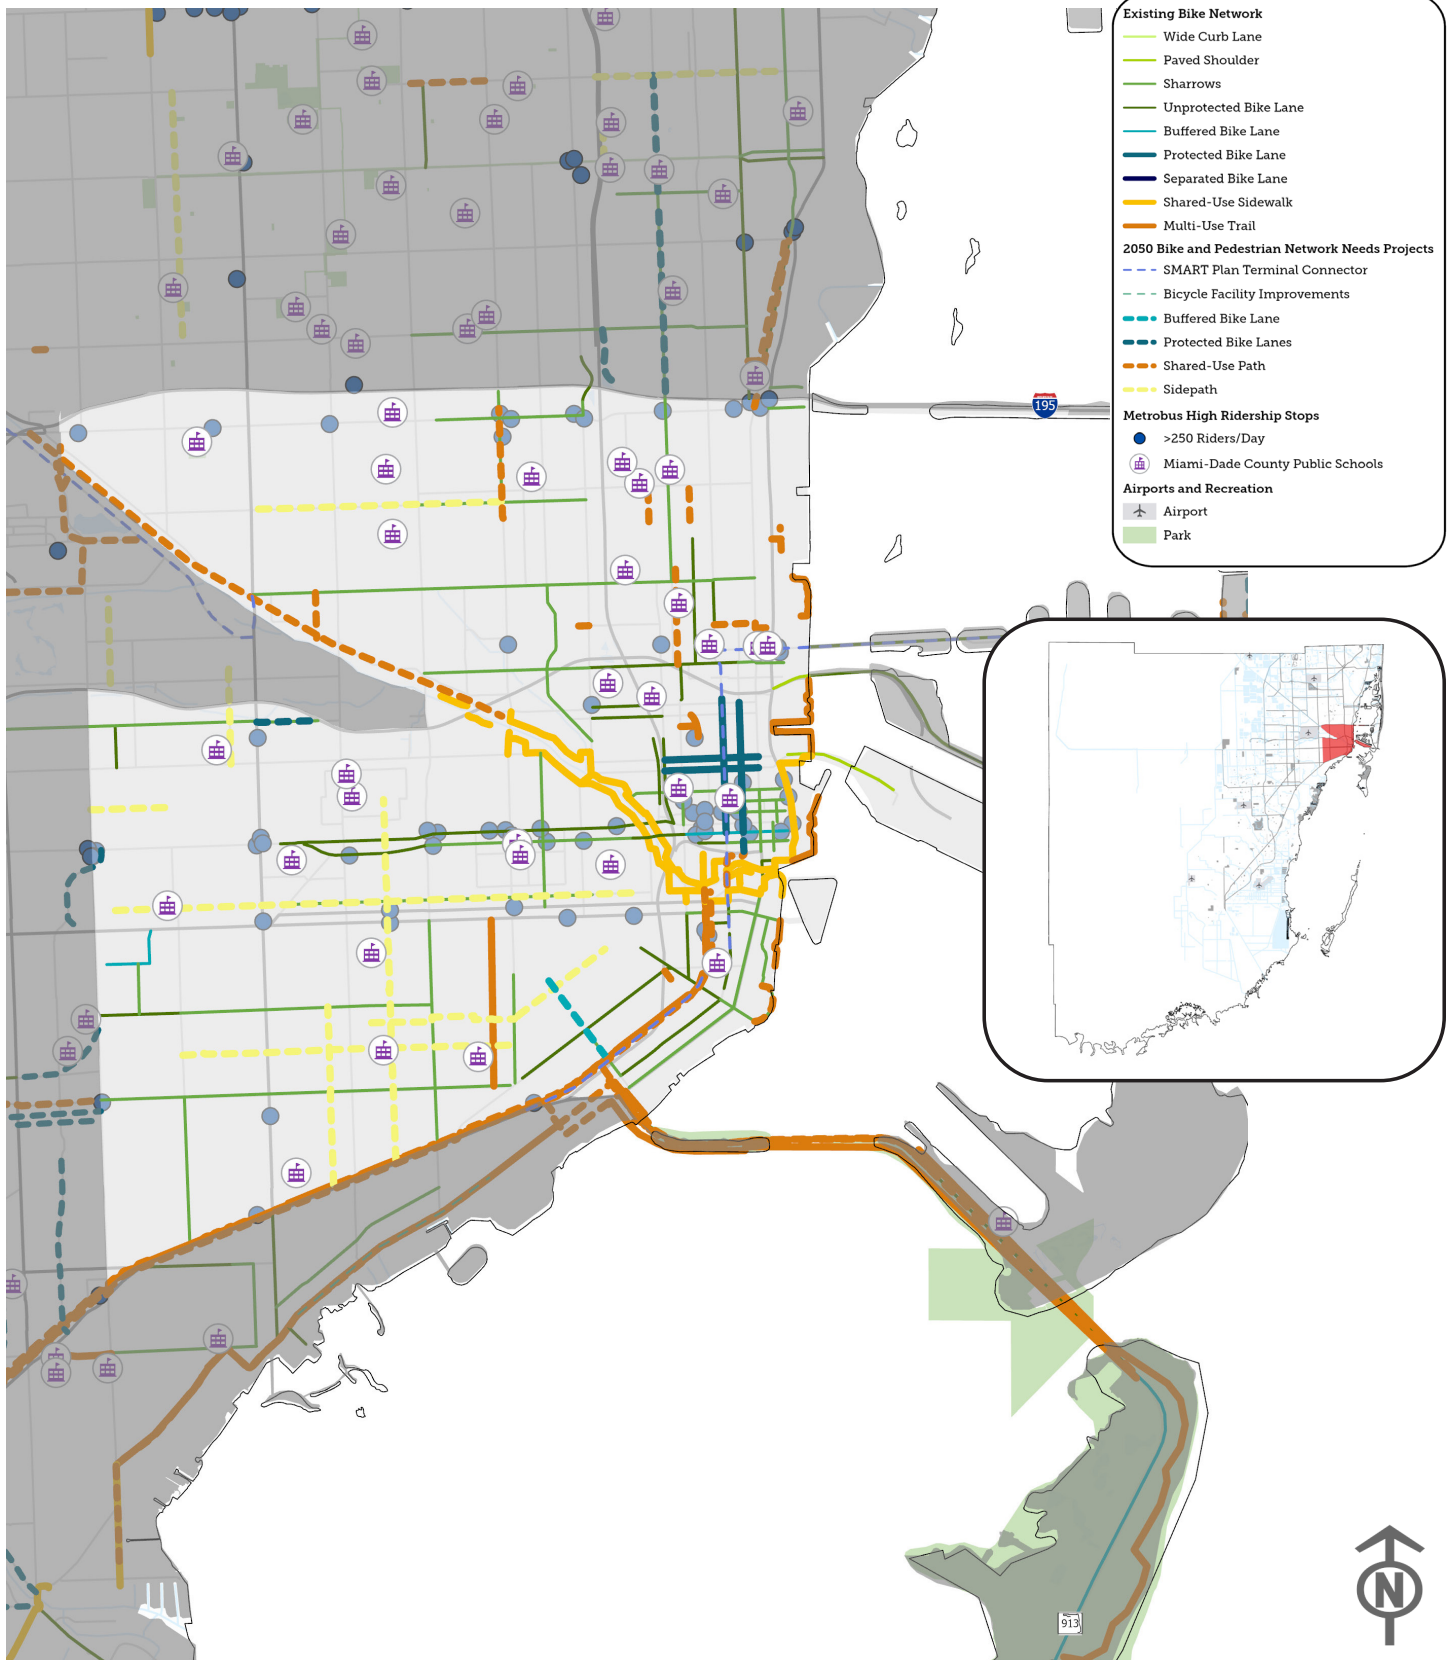 Existing Bike Network
Wide Curb Lane
Paved Shoulder
Sharrows
Unprotected Bike Lane
Buffered Bike Lane
Protected Bike Lane
Separated Bike Lane
Shared-Use Sidewalk
Multi-Use Trail
2050 Bike and Pedestrian Network Needs Projects
SMART Plan Terminal Connector
Bicycle Facility Improvements
Buffered Bike Lane
Protected Bike Lanes
Shared-Use Path
Sidepath
Metrobus High Ridership Stops
>250 Riders/Day
Miami-Dade County Public Schools
Airports and Recreation
Airport
Park
195
913
N